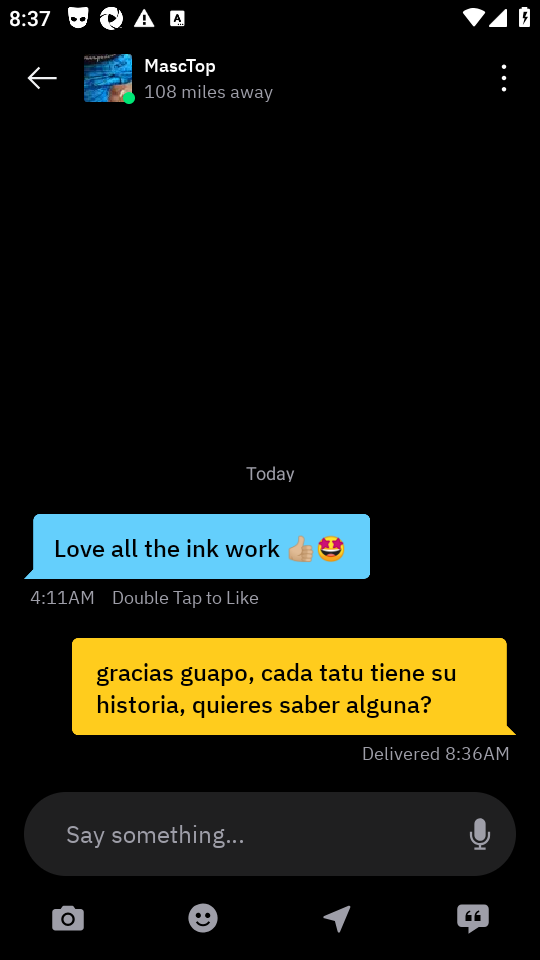 8:37
MascTop
108 miles away
Today
Love all the ink work 👍🏼🤩
4:11AM Double Tap to Like
gracias guapo, cada tatu tiene su
historia, quieres saber alguna?
Delivered 8:36AM
Say something...